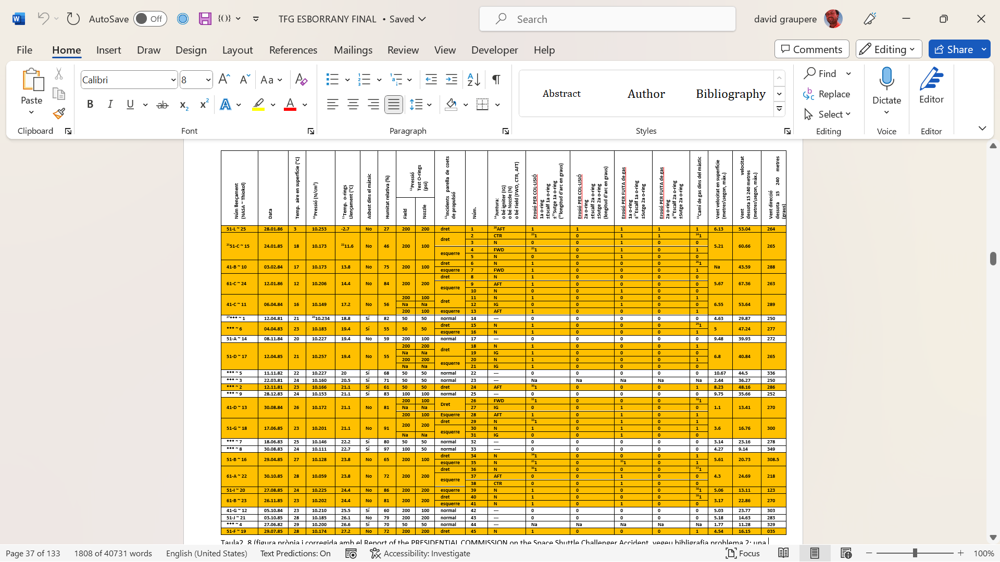 AutoSave Off
TFG ESBORRANY FINAL • Saved
Search
david graupere
File Home Insert Draw Design Layout References Mailings Review View Developer Help
Comments Editing Share
Paste
Calibri 8
Abstract Author Bibliography
Find
Replace
Select
Dictate
Editor
Clipboard Font Paragraph Styles Editing Voice Editor
Núm llençament (NASA ~ Thiokol)
Data
Temp. aire en superfície (°C)
¹⁰Pressió (N/cm²)
¹¹Temp. o-rings Llençament (°C)
Asbest dins el màtsic
Humitat relativa (%)
¹²Pressió Test O-rings (psi)
Field
Nozzle
¹³Incidents parella de coets de propulsió
Núm.
¹⁴Juntura: o bé igniter (IG) o bé Nozzle (N) o bé Field (FWD, CTR, AFT)
Erosió PER COL·LISIÓ 1a o-ring ±Escalf 1a o-ring ±¹⁵Sutge 1a o-ring (¹⁶longitud d'arc en graus)
Erosió PER COL·LISIÓ 2a o-ring ±Escalf 2a o-ring ±Sutge 2a o-ring (longitud d'arc en graus)
Erosió PER FUITA de gas 1a o-ring ±¹⁷Escalf 1a o-ring ±Sutge 2a o-ring
Erosió PER FUITA de gas 2a o-ring ±¹⁸Escalf 2a o-ring ±Sutge 2a o-ring
¹⁹Camí de gas dins del màstic
Vent velocitat en superfície (metres\segon, màx.)
Vent velocitat dessota 15 240 metres (metres\segon, màx.)
Vent direcció dessota 15 240 metres (graus)
51-L ~ 25 28.01.86 3 10.253 -2.7 No 27 200 200 dret 1 ²⁰AFT 1 1 1 1 1 6.13 53.04 264
²¹51-C ~ 15 24.01.85 18 10.173 ²²11.6 No 46 200 100 dret 2 CTR ²³1 0 1 1 ²⁴1 5.21 60.66 265
3 N 0 0 1 0 0
esquerre 4 FWD ²⁵1 0 1 0 1
5 N 0 0 1 0 0
41-B ~ 10 03.02.84 17 10.173 13.8 No 75 200 100 dret 6 N 1 0 0 0 ²⁶1 Na 43.59 288
esquerre 7 FWD 1 0 0 0 1
61-C ~ 24 12.01.86 12 10.206 14.4 No 84 200 200 dret 8 N 1 0 0 0 0 5.67 67.36 263
esquerre 9 AFT 1 0 0 0 0
10 N 0 0 1 0 0
41-C ~ 11 06.04.84 16 10.149 17.2 No 56 200 100 dret 11 N 1 0 0 0 1 6.55 53.64 289
Na Na 12 IG 0 0 1 0 0
200 100 esquerre 13 AFT 1 0 0 0 1
²⁷*** ~ 1 12.04.81 21 ²⁸10.234 18.8 Sí 82 50 50 normal 14 --- 0 0 0 0 0 4.63 29.87 250
*** ~ 6 04.04.83 23 10.183 19.4 Sí 55 50 50 dret 15 N 1 0 0 0 ²⁹1 5 47.24 277
esquerre 16 N 1 0 0 0 1
51-A ~ 14 08.11.84 20 10.227 19.4 No 59 200 100 normal 17 --- 0 0 0 0 0 9.48 39.93 272
51-D ~ 17 12.04.85 21 10.257 19.4 No 55 200 200 dret 18 N 1 0 0 0 1 6.8 40.84 265
Na Na 19 IG 1 0 0 0 0
200 200 esquerre 20 N 1 0 0 0 1
Na Na 21 IG 1 0 0 0 0
*** ~ 5 11.11.82 22 10.227 20 Sí 68 50 50 normal 22 --- 0 0 0 0 0 10.67 44.5 336
*** ~ 3 22.03.81 24 10.160 20.5 Sí 71 50 50 normal 23 --- Na Na Na Na Na 2.44 36.27 250
*** ~ 2 12.11.81 23 10.166 21.1 Sí 61 50 50 dret 24 AFT ³⁰1 0 0 0 1 8.23 48.16 286
*** ~ 9 28.12.83 24 10.153 21.1 Sí 83 100 100 normal 25 --- 0 0 0 0 0 9.75 35.66 252
41-D ~ 13 30.08.84 26 10.172 21.1 No 81 200 100 Dret 26 FWD ³¹1 0 0 0 ³²1 1.1 13.41 270
Na Na 27 IG 0 0 1 0 0
200 100 Esquerre 28 AFT 1 0 1 0 1
51-G ~ 18 17.06.85 23 10.201 21.1 No 91 200 200 dret 29 N ³³1 0 1 0 1 3.6 16.76 300
esquerre 30 N 1 0 1 0 1
Na Na 31 IG 0 0 1 0 0
*** ~ 7 18.06.83 25 10.146 22.2 Sí 80 50 50 normal 32 --- 0 0 0 0 0 3.14 23.16 278
*** ~ 8 30.08.83 24 10.111 22.7 Sí 97 100 50 normal 33 ---- 0 0 0 0 0 4.27 9.14 349
51-B ~ 16 29.04.85 27 10.128 23.8 No 65 200 100 dret 34 N ³⁴1 0 0 0 1 5.61 20.73 308.5
esquerre 35 N ²⁵1 0 ³⁵1 0 1
61-A ~ 22 30.10.85 28 10.059 23.8 No 72 200 200 dret 36 N ³⁶1 0 0 0 ³⁷1 4.3 24.69 218
esquerre 37 AFT 0 0 1 0 0
38 CTR 0 0 1 0 0
51-I ~ 20 27.08.85 24 10.225 24.4 No 86 200 200 esquerre 39 N 1 0 0 0 ³⁸1 5.06 13.11 123
61-B ~ 23 26.11.85 23 10.202 24.4 No 81 200 200 dret 40 N 1 0 0 0 ³⁹1 3.17 22.86 270
esquerre 41 N 1 0 1 0 0
41-G ~ 12 05.10.84 23 10.210 25.5 Sí 60 200 100 normal 42 --- 0 0 0 0 0 5.03 23.77 303
51-J ~ 21 03.10.85 28 10.185 26.1 No 79 200 200 normal 43 --- 0 0 0 0 0 5.18 14.63 283
*** ~ 4 27.06.82 29 10.200 26.6 Sí 70 50 50 normal 44 --- Na Na Na Na Na 1.77 11.28 329
51-F ~ 19 29.07.85 28 10.174 27.2 No 72 200 200 dret 45 N 1 0 0 0 1 4.54 16.15 035
Taula2. 8 (figura pròpia i corregida amb el Report of the PRESIDENTIAL COMMISSION on the Space Shuttle Challenger Accident, vegeu bibligrafia problema 2; una
Page 37 of 133 1808 of 40731 words English (United States) Text Predictions: On Accessibility: Investigate Focus 100%